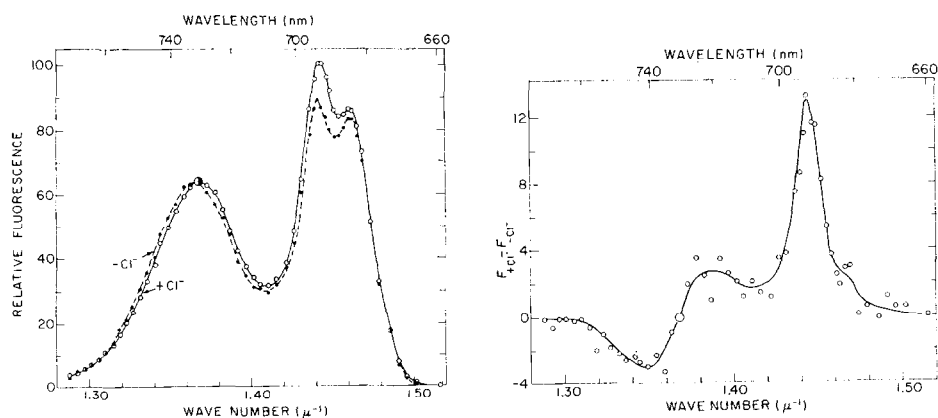 WAVELENGTH (nm)
740 700 660
100
80
60
40
20
0
RELATIVE FLUORESCENCE
-Cl⁻
+Cl⁻
1.30 1.40 1.50
WAVE NUMBER (μ⁻¹)
WAVELENGTH (nm)
740 700 660
12
8
4
0
-4
F+Cl⁻-F-Cl⁻
1.30 1.40 1.50
WAVE NUMBER (μ⁻¹)